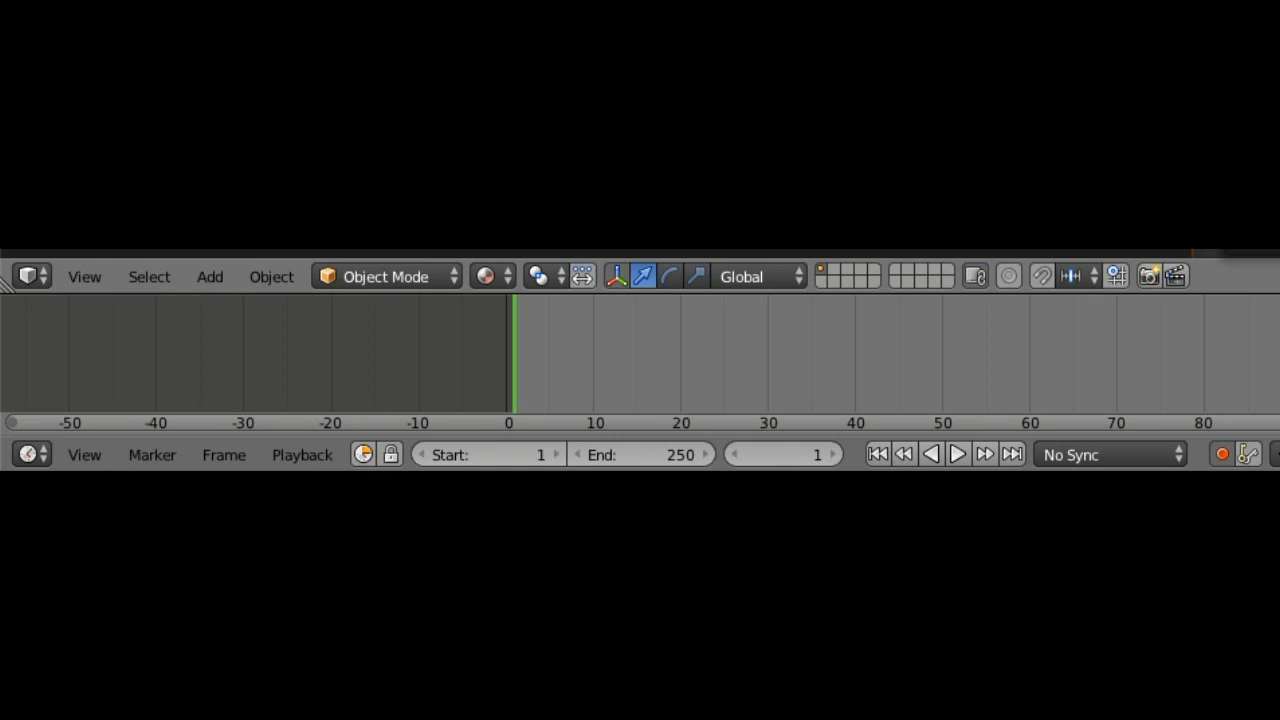 View Select Add Object Object Mode Global
-50 -40 -30 -20 -10 0 10 20 30 40 50 60 70 80
View Marker Frame Playback Start: 1 End: 250 1 No Sync